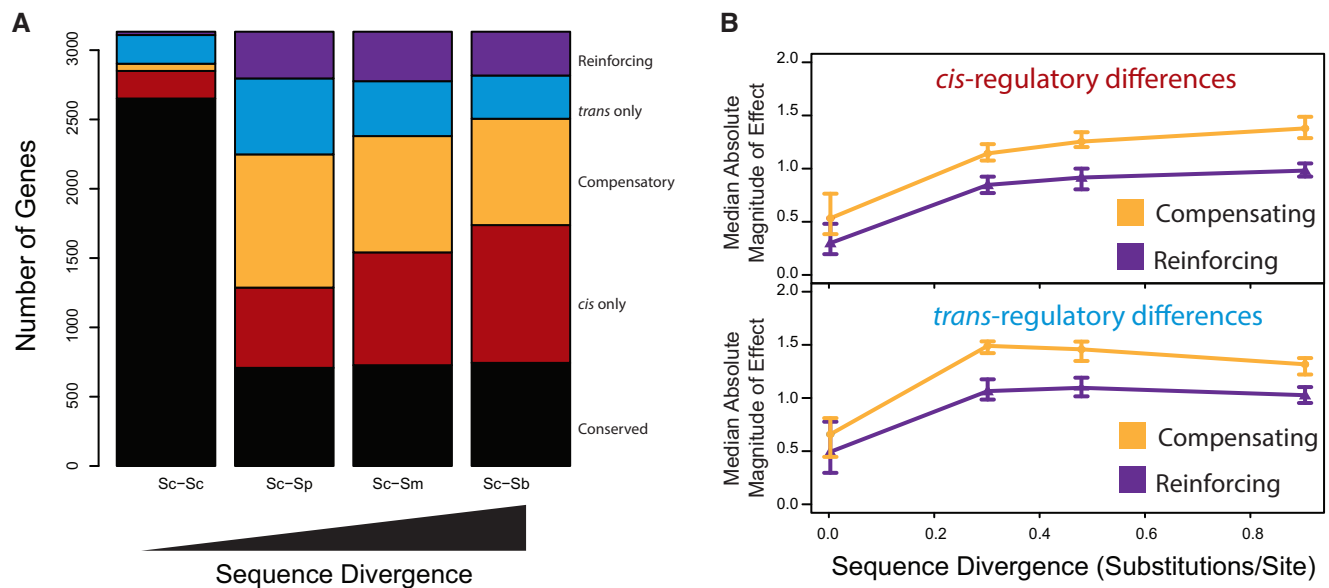 A
Number of Genes
3000
2500
2000
1500
1000
500
0
Reinforcing
trans only
Compensatory
cis only
Conserved
Sc−Sc
Sc−Sp
Sc−Sm
Sc−Sb
Sequence Divergence
B
Median Absolute
Magnitude of Effect
2.0
1.5
1.0
0.5
0.0
cis-regulatory differences
Compensating
Reinforcing
Median Absolute
Magnitude of Effect
2.0
1.5
1.0
0.5
0.0
trans-regulatory differences
Compensating
Reinforcing
0.0
0.2
0.4
0.6
0.8
Sequence Divergence (Substitutions/Site)